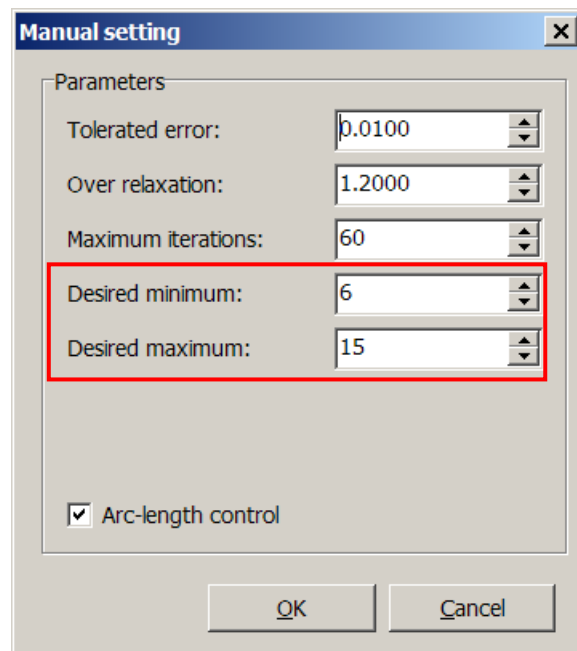 Manual setting
Parameters
Tolerated error: 0.0100
Over relaxation: 1.2000
Maximum iterations: 60
Desired minimum: 6
Desired maximum: 15
Arc-length control
OK Cancel